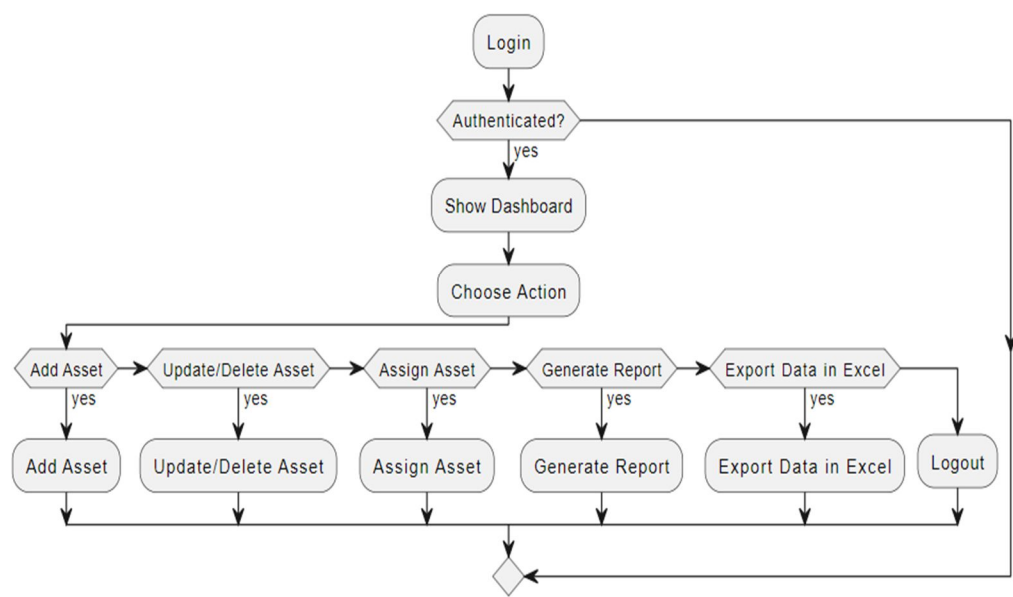 Login
Authenticated?
yes
Show Dashboard
Choose Action
Add Asset
Update/Delete Asset
Assign Asset
Generate Report
Export Data in Excel
yes
yes
yes
yes
yes
Add Asset
Update/Delete Asset
Assign Asset
Generate Report
Export Data in Excel
Logout